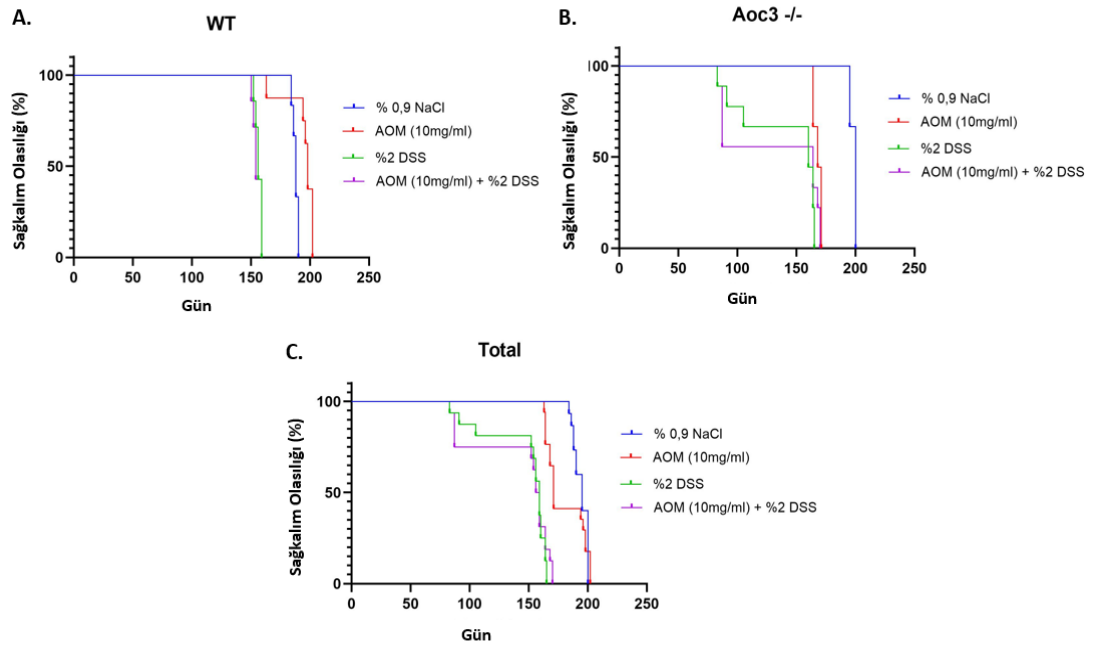 A.
WT
Sağkalım Olasılığı (%)
100
50
0
0 50 100 150 200 250
Gün
% 0,9 NaCl
AOM (10mg/ml)
%2 DSS
AOM (10mg/ml) + %2 DSS
B.
Aoc3 -/-
Sağkalım Olasılığı (%)
100
50
0
0 50 100 150 200 250
Gün
% 0,9 NaCl
AOM (10mg/ml)
%2 DSS
AOM (10mg/ml) + %2 DSS
C.
Total
Sağkalım Olasılığı (%)
100
50
0
0 50 100 150 200 250
Gün
% 0,9 NaCl
AOM (10mg/ml)
%2 DSS
AOM (10mg/ml) + %2 DSS